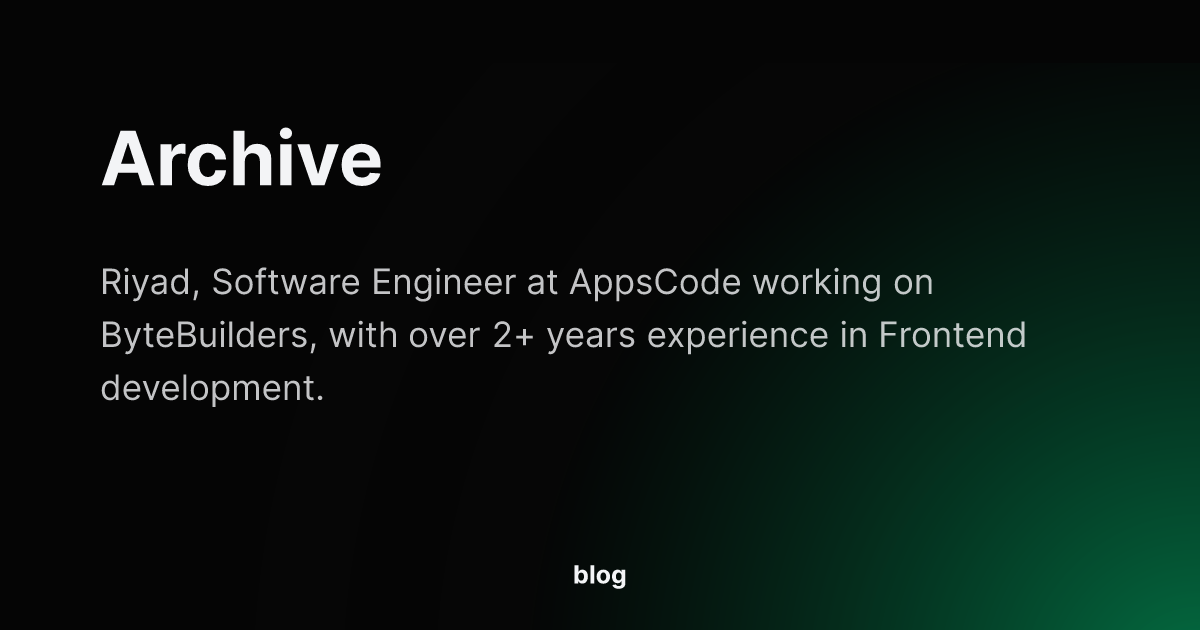 Archive
Riyad, Software Engineer at AppsCode working on
ByteBuilders, with over 2+ years experience in Frontend
development.
blog